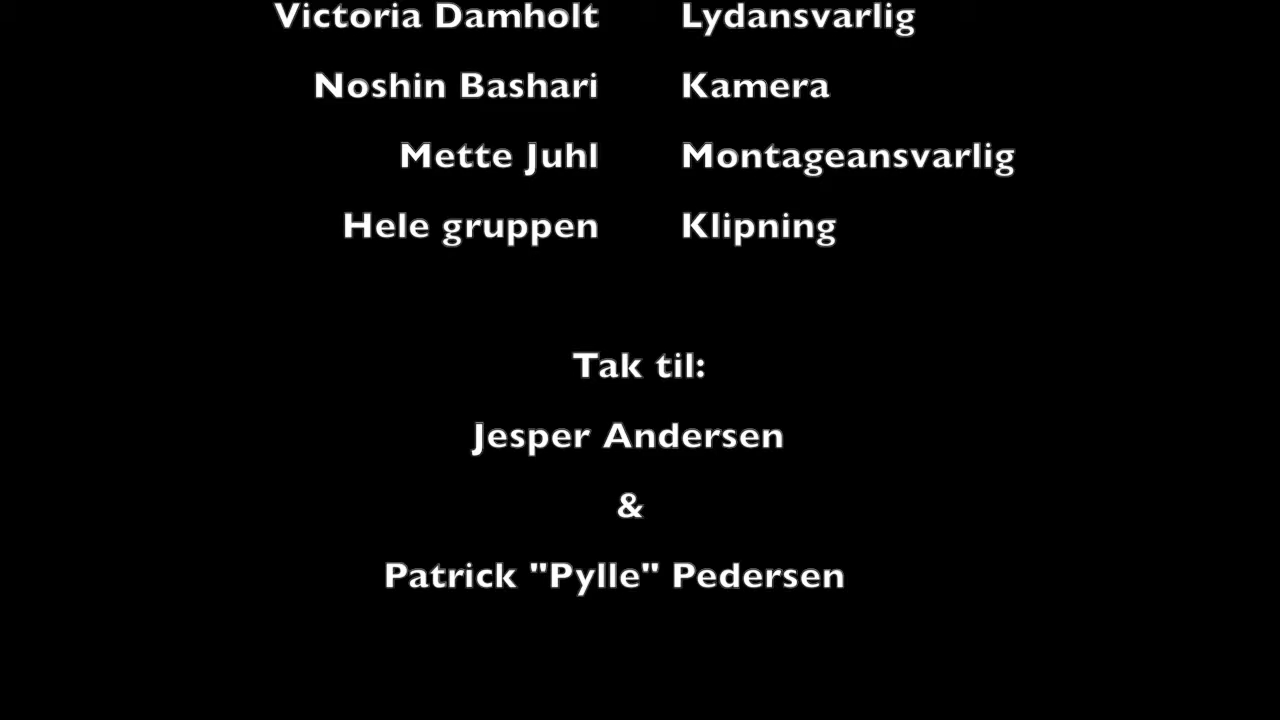 Victoria Damholt Lydansvarlig
Noshin Bashari Kamera
Mette Juhl Montageansvarlig
Hele gruppen Klipning
Tak til:
Jesper Andersen
&
Patrick "Pylle" Pedersen